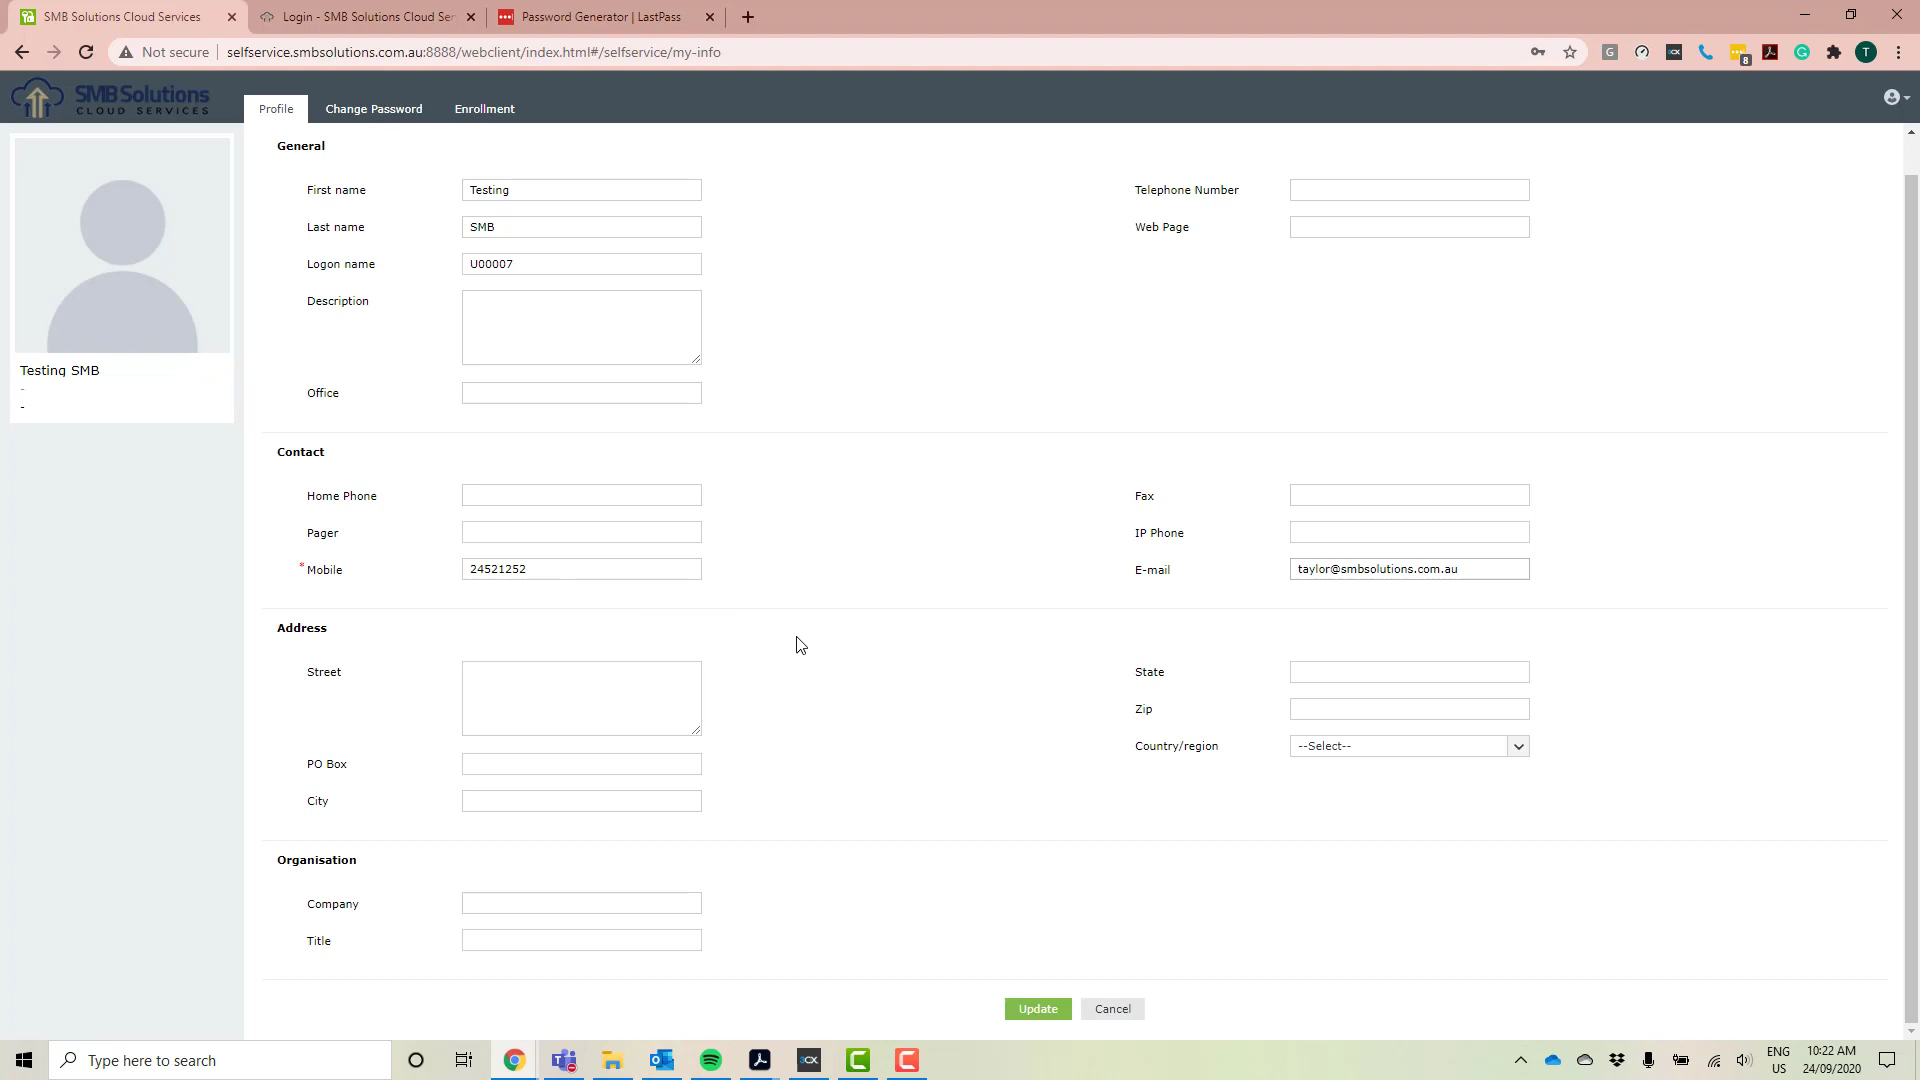 SMB Solutions Cloud Services
Login - SMB Solutions Cloud Ser
Password Generator | LastPass
Not secure
selfservice.smbsolutions.com.au:8888/webclient/index.html#/selfservice/my-info
G
3CX
8
T
SMB Solutions
CLOUD SERVICES
Profile
Change Password
Enrollment
Testing SMB
-
-
General
First name
Testing
Telephone Number
Last name
SMB
Web Page
Logon name
U00007
Description
Office
Contact
Home Phone
Fax
Pager
IP Phone
* Mobile
24521252
E-mail
taylor@smbsolutions.com.au
Address
Street
State
Zip
Country/region
--Select--
PO Box
City
Organisation
Company
Title
Update
Cancel
Type here to search
3CX
ENG
US
10:22 AM
24/09/2020